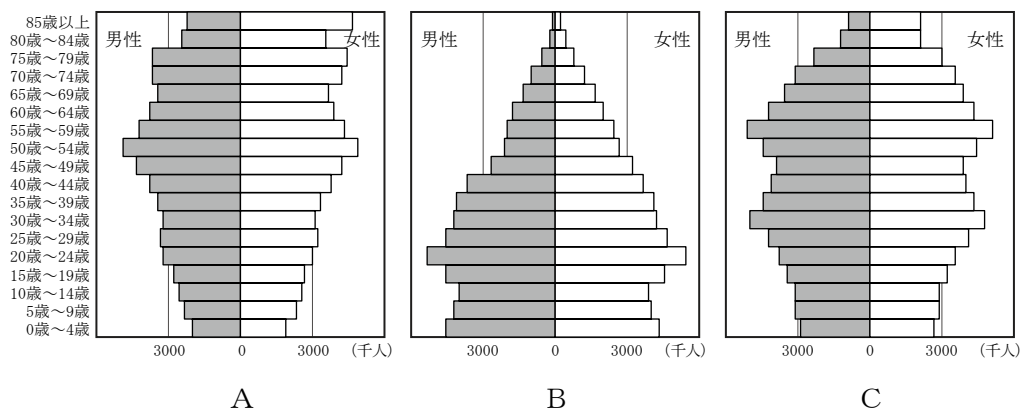 85歳以上
80歳～84歳
75歳～79歳
70歳～74歳
65歳～69歳
60歳～64歳
55歳～59歳
50歳～54歳
45歳～49歳
40歳～44歳
35歳～39歳
30歳～34歳
25歳～29歳
20歳～24歳
15歳～19歳
10歳～14歳
5歳～9歳
0歳～4歳
男性 女性
3000 0 3000 (千人)
A
男性 女性
3000 0 3000 (千人)
B
男性 女性
3000 0 3000 (千人)
C